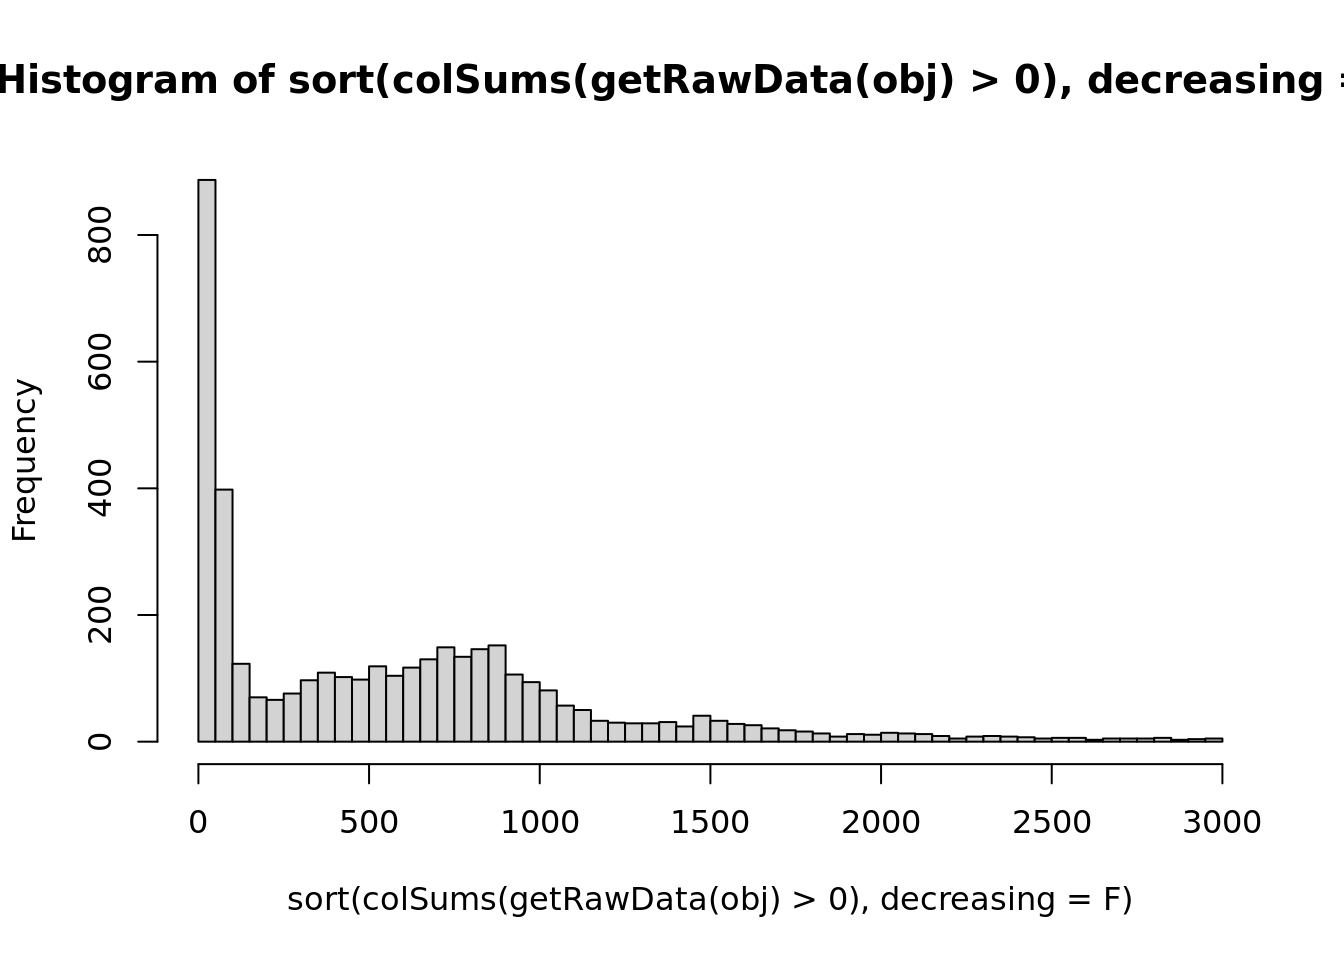 Histogram of sort(colSums(getRawData(obj) > 0), decreasing =
Frequency
800
600
400
200
0
0 500 1000 1500 2000 2500 3000
sort(colSums(getRawData(obj) > 0), decreasing = F)